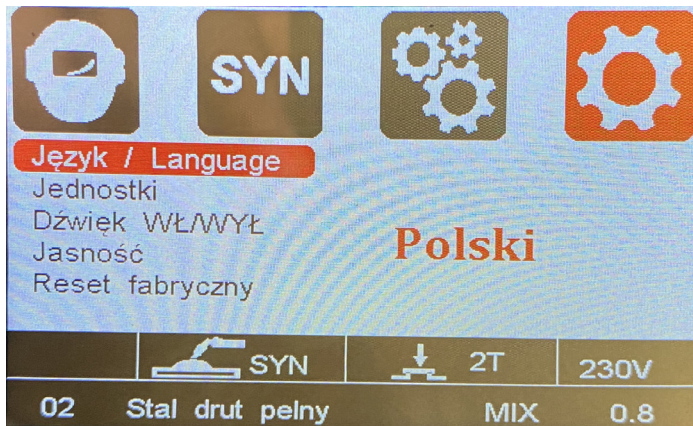 SYN
Język / Language
Jednostki
Dźwięk WŁ/WYŁ
Jasność
Reset fabryczny
Polski
SYN 2T 230V
02 Stal drut pelny MIX 0.8